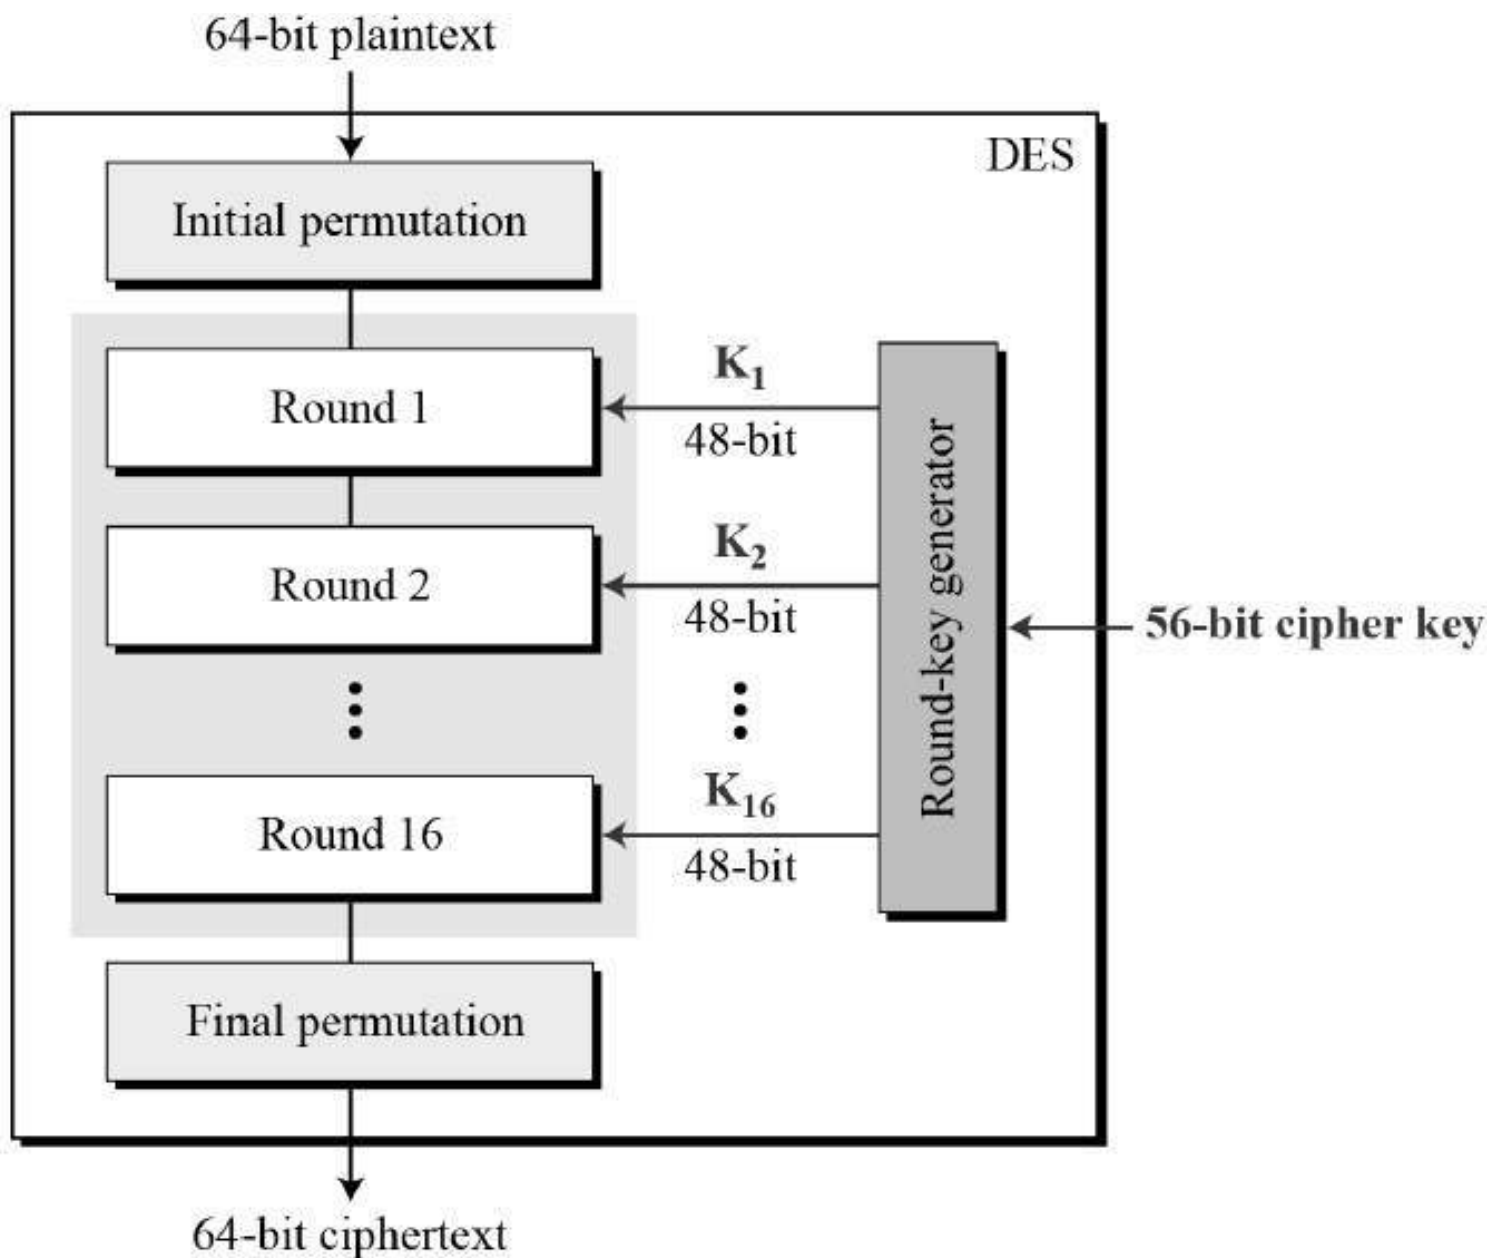 64-bit plaintext
DES
Initial permutation
Round 1
K₁
48-bit
Round 2
K₂
48-bit
Round-key generator
56-bit cipher key
Round 16
K₁₆
48-bit
Final permutation
64-bit ciphertext